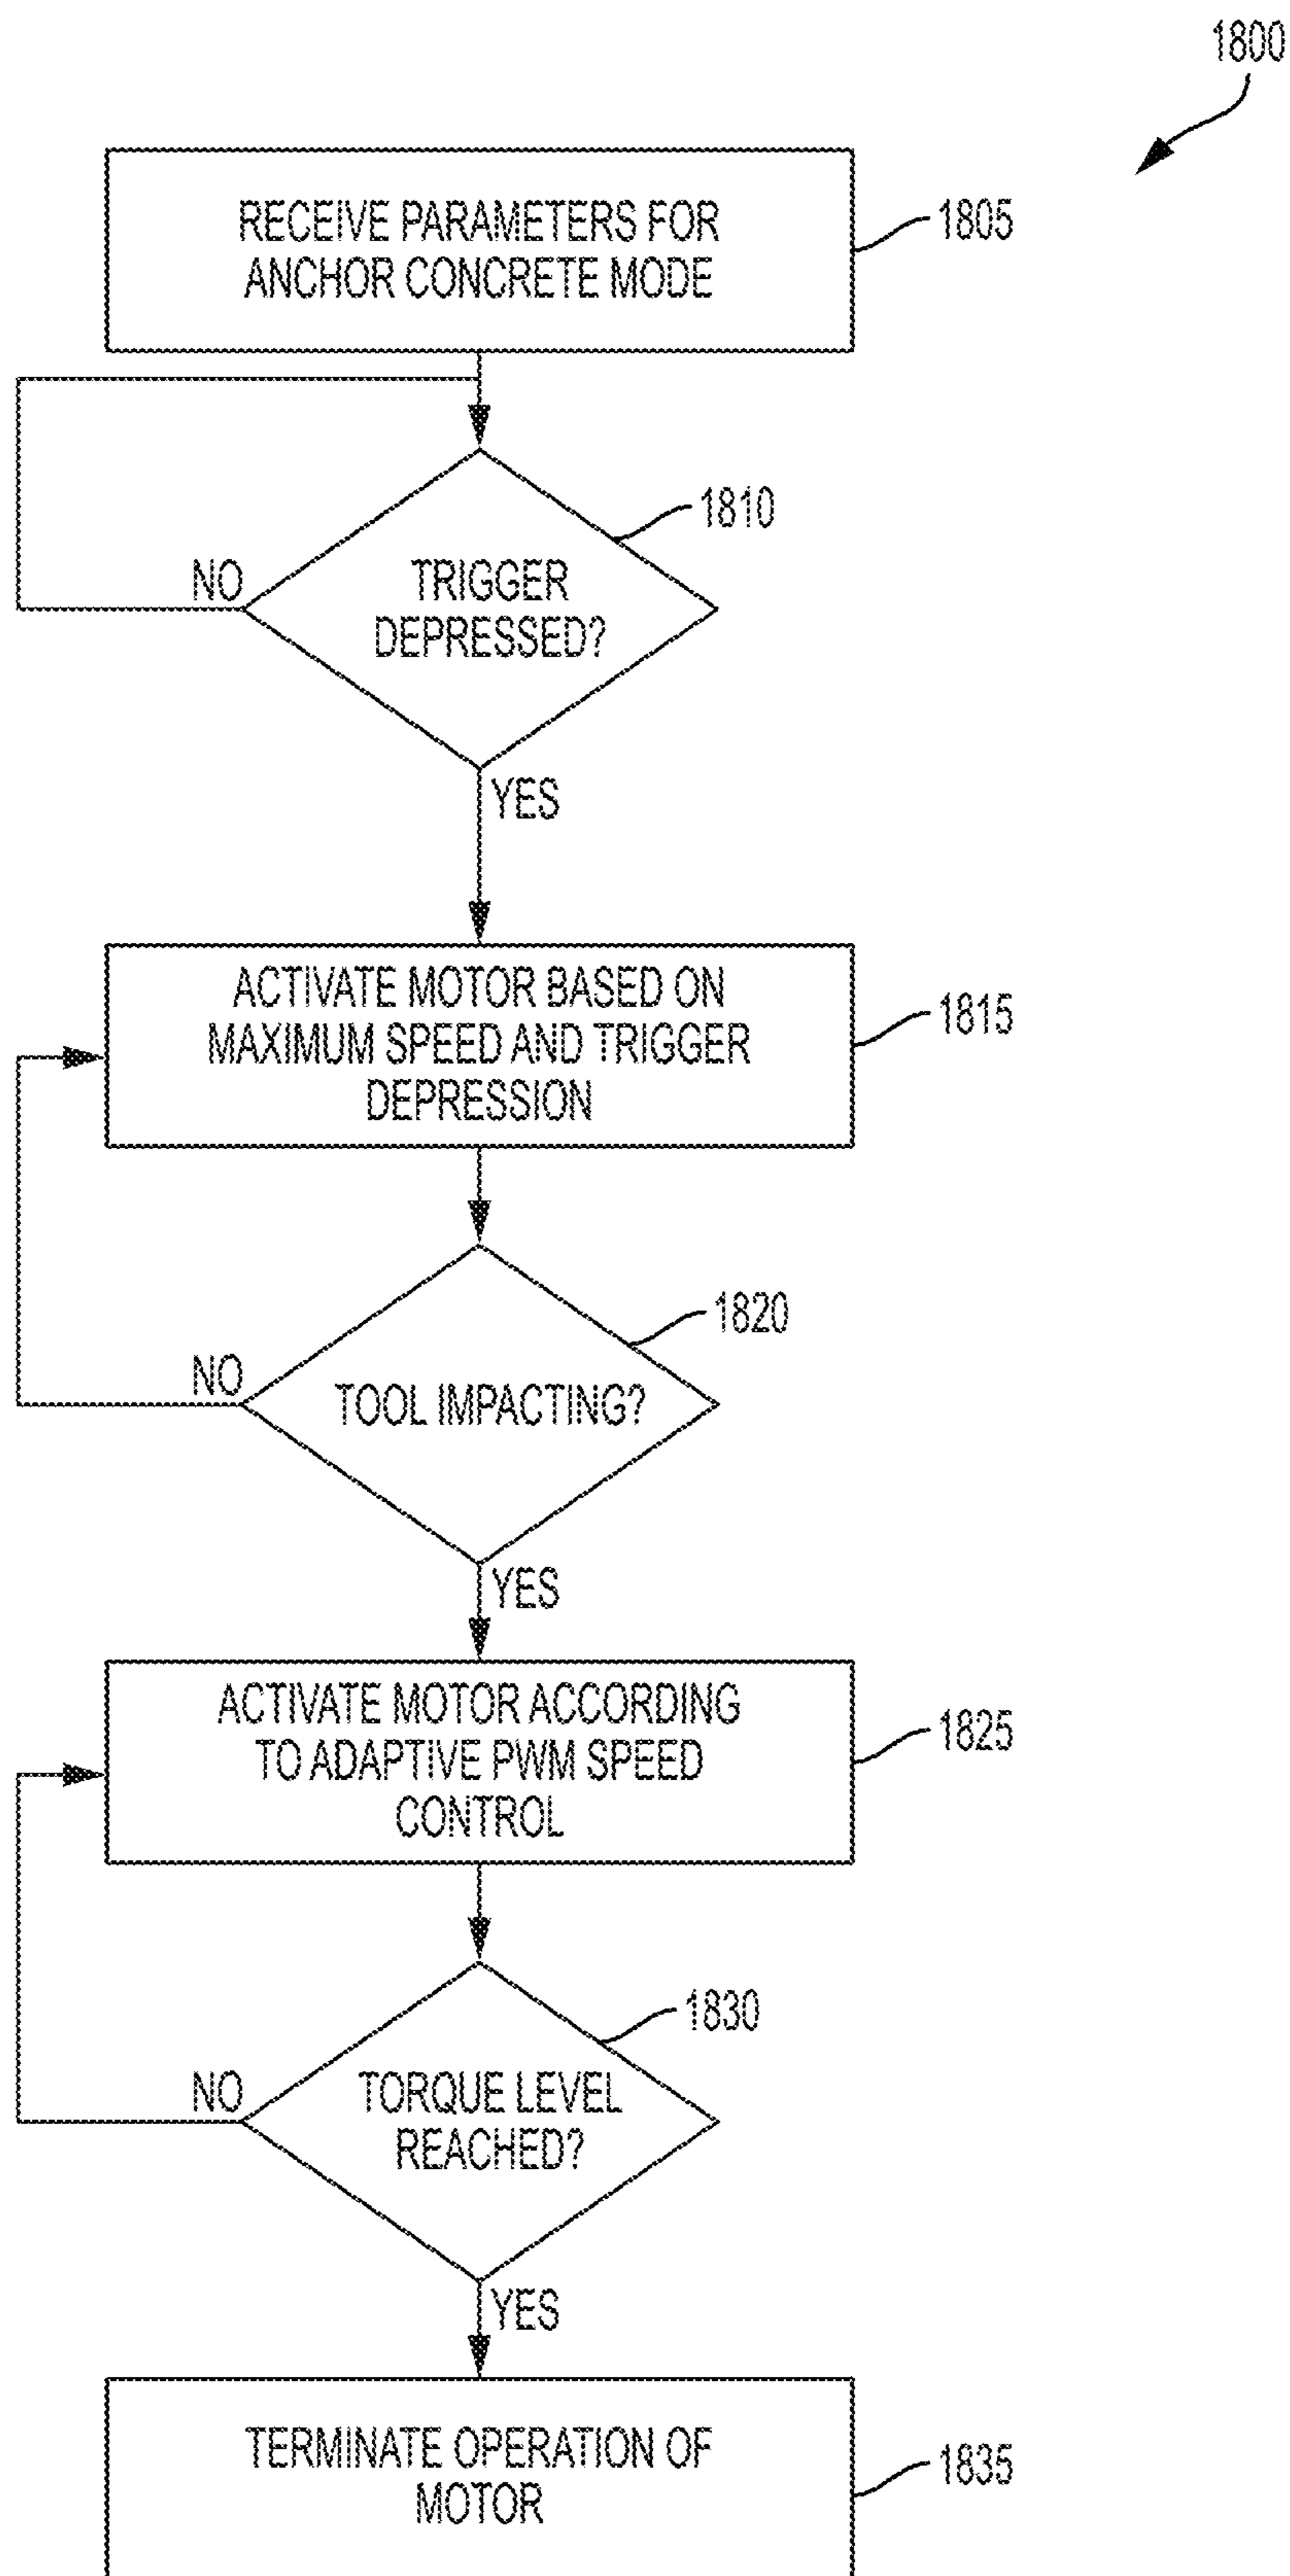 1800
RECEIVE PARAMETERS FOR
ANCHOR CONCRETE MODE
1805
1810
TRIGGER
DEPRESSED?
NO
YES
ACTIVATE MOTOR BASED ON
MAXIMUM SPEED AND TRIGGER
DEPRESSION
1815
1820
TOOL IMPACTING?
NO
YES
ACTIVATE MOTOR ACCORDING
TO ADAPTIVE PWM SPEED
CONTROL
1825
1830
TORQUE LEVEL
REACHED?
NO
YES
TERMINATE OPERATION OF
MOTOR
1835